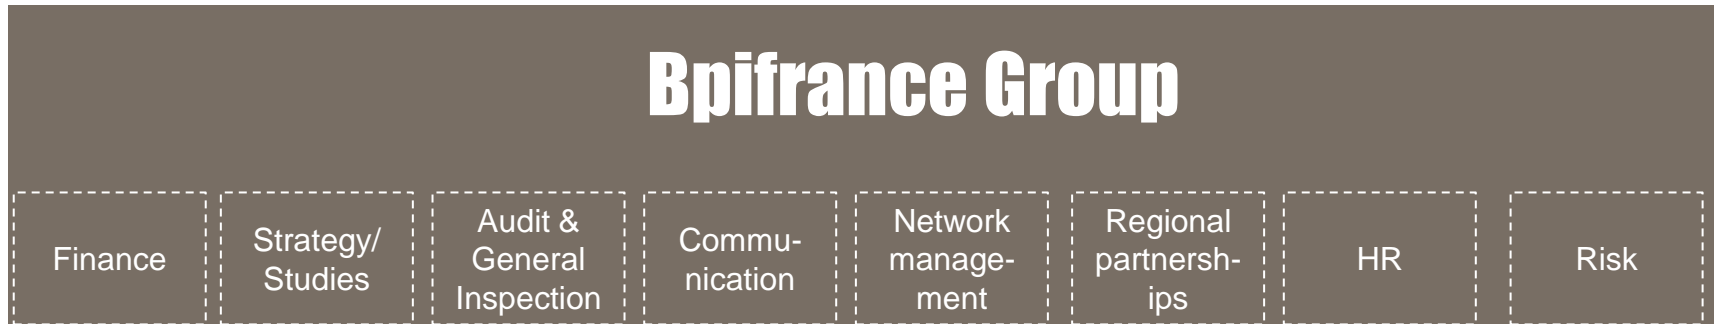 Bpifrance Group
Finance
Strategy/
Studies
Audit &
General
Inspection
Commu-
nication
Network
manage-
ment
Regional
partnersh-
ips
HR
Risk